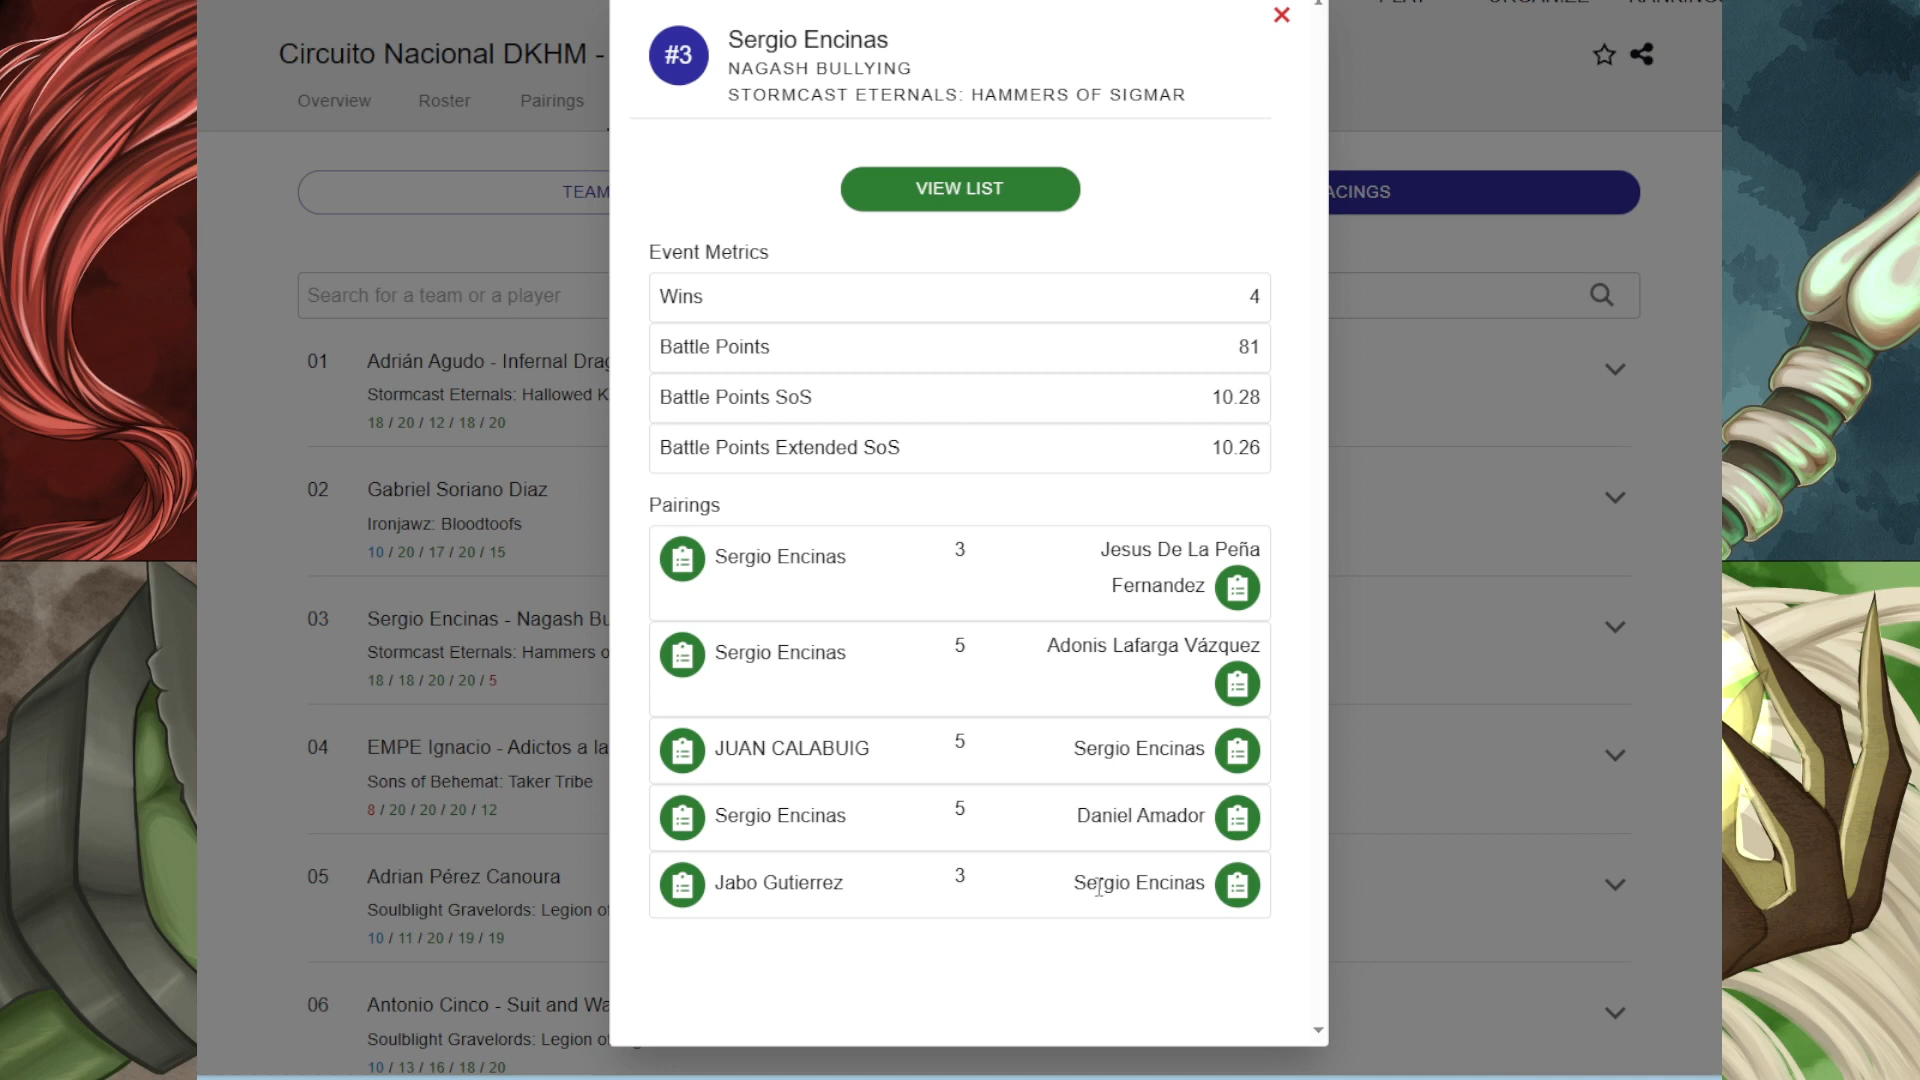 Circuito Nacional DKHM -
Overview
Roster
Pairings
TEAM
ACINGS
Search for a team or a player
01
Adrián Agudo - Infernal Drag
Stormcast Eternals: Hallowed K
18 / 20 / 12 / 18 / 20
02
Gabriel Soriano Diaz
Ironjawz: Bloodtoofs
10 / 20 / 17 / 20 / 15
03
Sergio Encinas - Nagash Bu
Stormcast Eternals: Hammers o
18 / 18 / 20 / 20 / 5
04
EMPE Ignacio - Adictos a la
Sons of Behemat: Taker Tribe
8 / 20 / 20 / 20 / 12
05
Adrian Pérez Canoura
Soulblight Gravelords: Legion of
10 / 11 / 20 / 19 / 19
06
Antonio Cinco - Suit and Wa
Soulblight Gravelords: Legion of
10 / 13 / 16 / 18 / 20
#3
Sergio Encinas
NAGASH BULLYING
STORMCAST ETERNALS: HAMMERS OF SIGMAR
VIEW LIST
Event Metrics
Wins 4
Battle Points 81
Battle Points SoS 10.28
Battle Points Extended SoS 10.26
Pairings
Sergio Encinas 3 Jesus De La Peña
Fernandez
Sergio Encinas 5 Adonis Lafarga Vázquez
JUAN CALABUIG 5 Sergio Encinas
Sergio Encinas 5 Daniel Amador
Jabo Gutierrez 3 Sergio Encinas